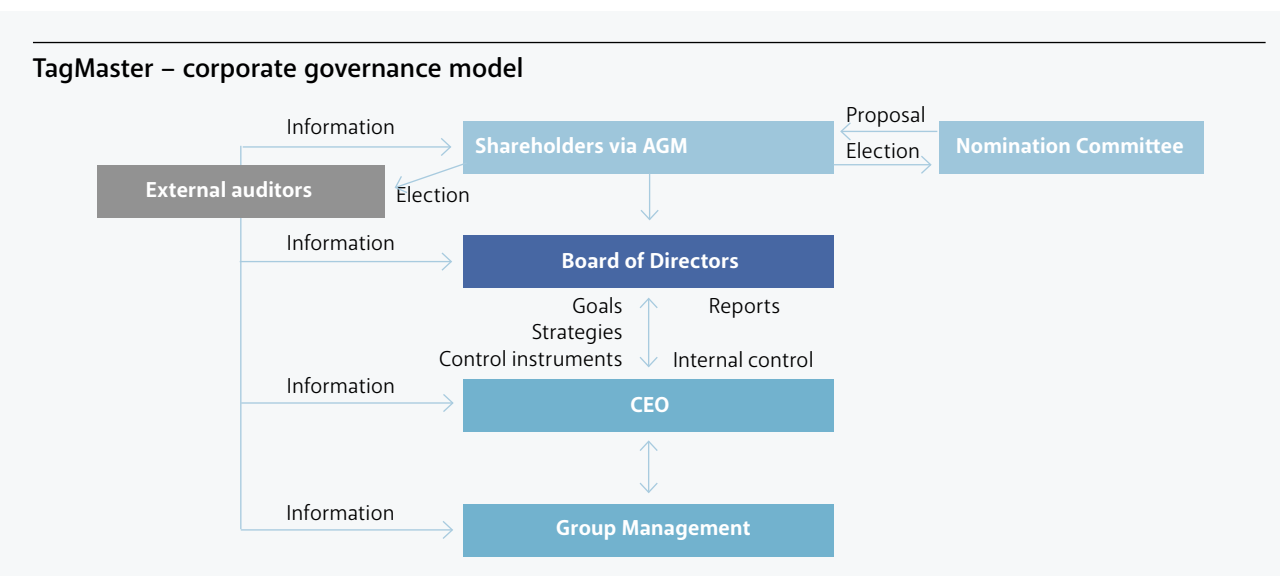 TagMaster – corporate governance model
Information
Proposal
Shareholders via AGM
Election
Nomination Committee
External auditors
Election
Information
Board of Directors
Goals
Reports
Strategies
Control instruments
Internal control
Information
CEO
Information
Group Management